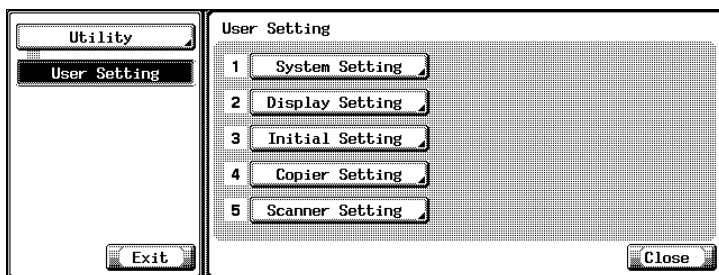 Utility
User Setting
Exit
User Setting
1 System Setting
2 Display Setting
3 Initial Setting
4 Copier Setting
5 Scanner Setting
Close